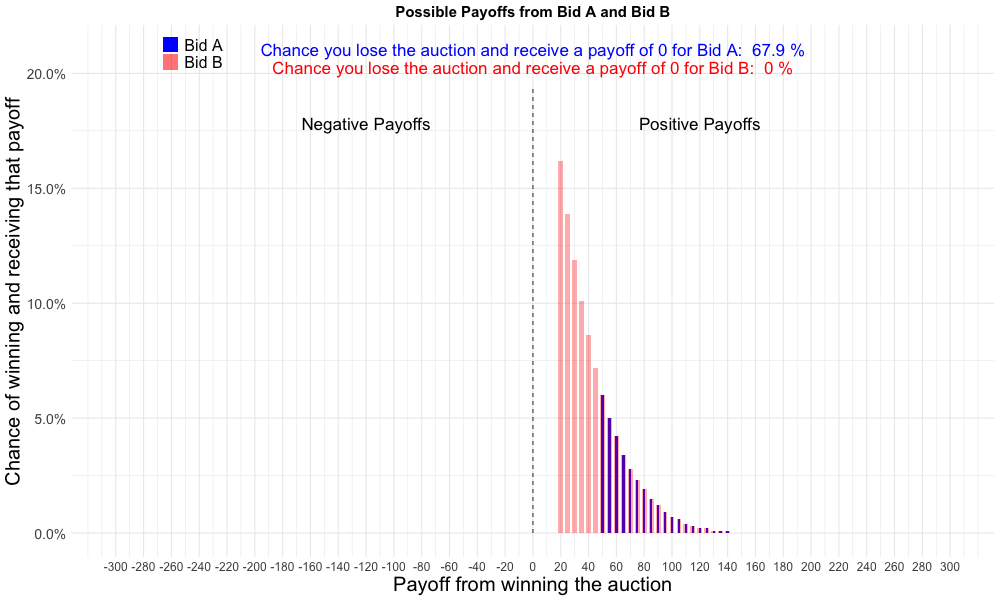 Possible Payoffs from Bid A and Bid B
Bid A
Bid B
Chance you lose the auction and receive a payoff of 0 for Bid A:  67.9 %
Chance you lose the auction and receive a payoff of 0 for Bid B:  0 %
Negative Payoffs
Positive Payoffs
Chance of winning and receiving that payoff
20.0%
15.0%
10.0%
5.0%
0.0%
-300 -280 -260 -240 -220 -200 -180 -160 -140 -120 -100 -80 -60 -40 -20 0 20 40 60 80 100 120 140 160 180 200 220 240 260 280 300
Payoff from winning the auction